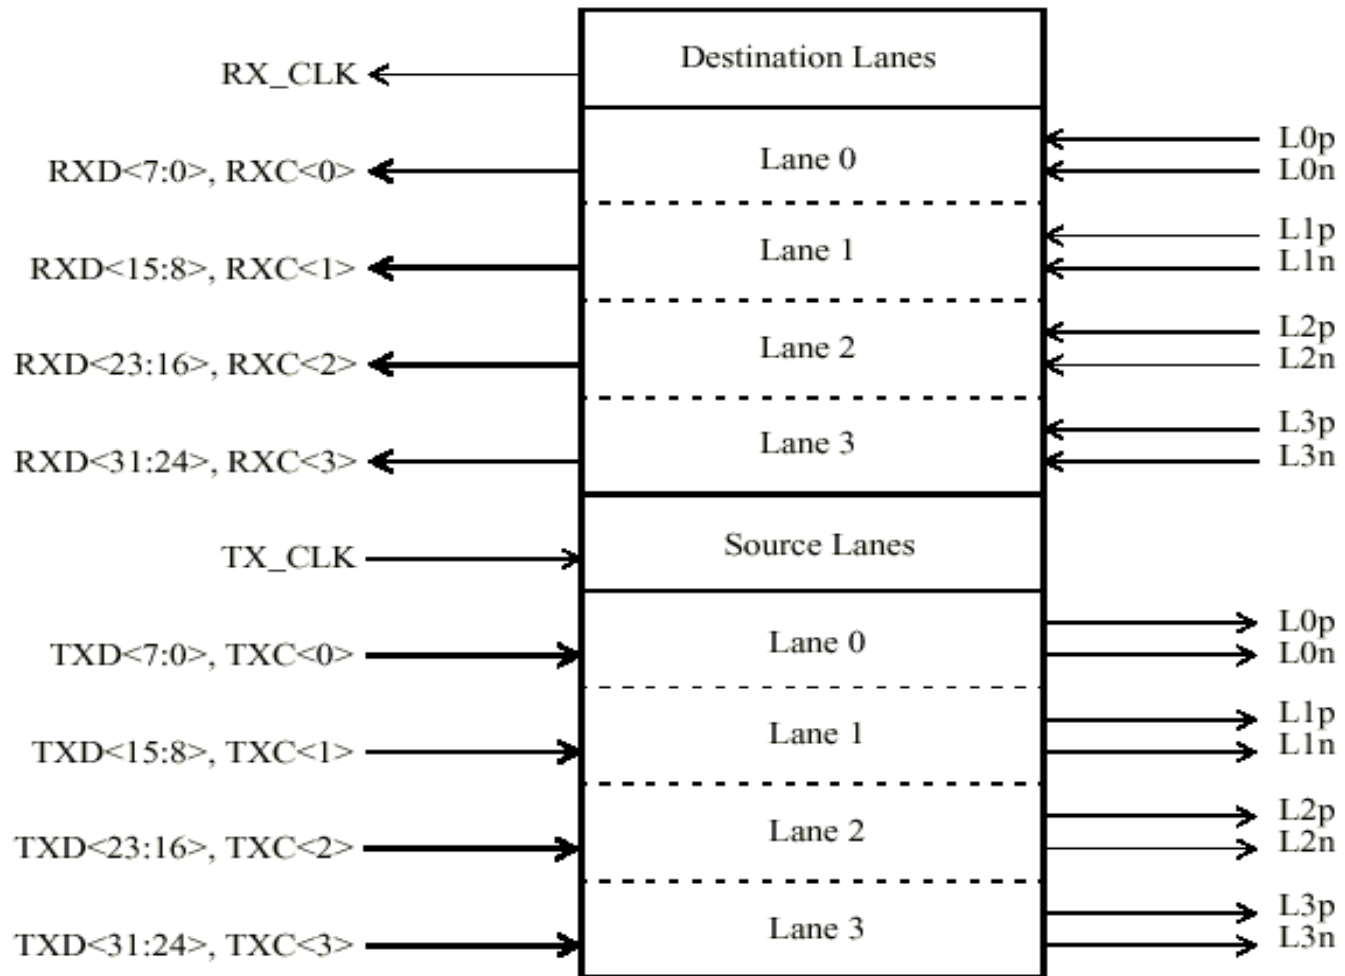 Destination Lanes
RX_CLK
Lane 0
RXD<7:0>, RXC<0>
L0p
L0n
Lane 1
RXD<15:8>, RXC<1>
L1p
L1n
Lane 2
RXD<23:16>, RXC<2>
L2p
L2n
Lane 3
RXD<31:24>, RXC<3>
L3p
L3n
Source Lanes
TX_CLK
Lane 0
TXD<7:0>, TXC<0>
L0p
L0n
Lane 1
TXD<15:8>, TXC<1>
L1p
L1n
Lane 2
TXD<23:16>, TXC<2>
L2p
L2n
Lane 3
TXD<31:24>, TXC<3>
L3p
L3n